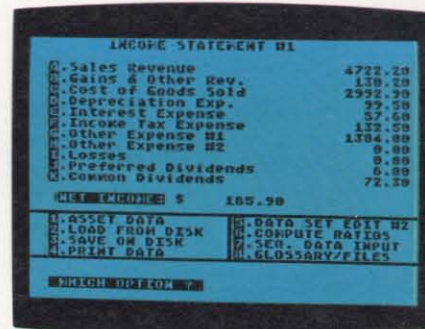 INCOME STATEMENT #1
A.Sales Revenue 4722.20
B.Gains & Other Rev. 130.20
C.Cost of Goods Sold 2992.90
D.Depreciation Exp. 99.50
E.Interest Expense 57.60
F.Income Tax Expense 132.50
G.Other Expense #1 1384.00
H.Other Expense #2 0.00
I.Losses 0.00
J.Preferred Dividends 6.00
K.Common Dividends 72.30
NET INCOME: $ 185.90
1.ASSET DATA 5.DATA SET EDIT #2
2.LOAD FROM DISK 6.COMPUTE RATIOS
3.SAVE ON DISK 7.SER. DATA INPUT
4.PRINT DATA 8.GLOSSARY/FILES
WHICH OPTION ?